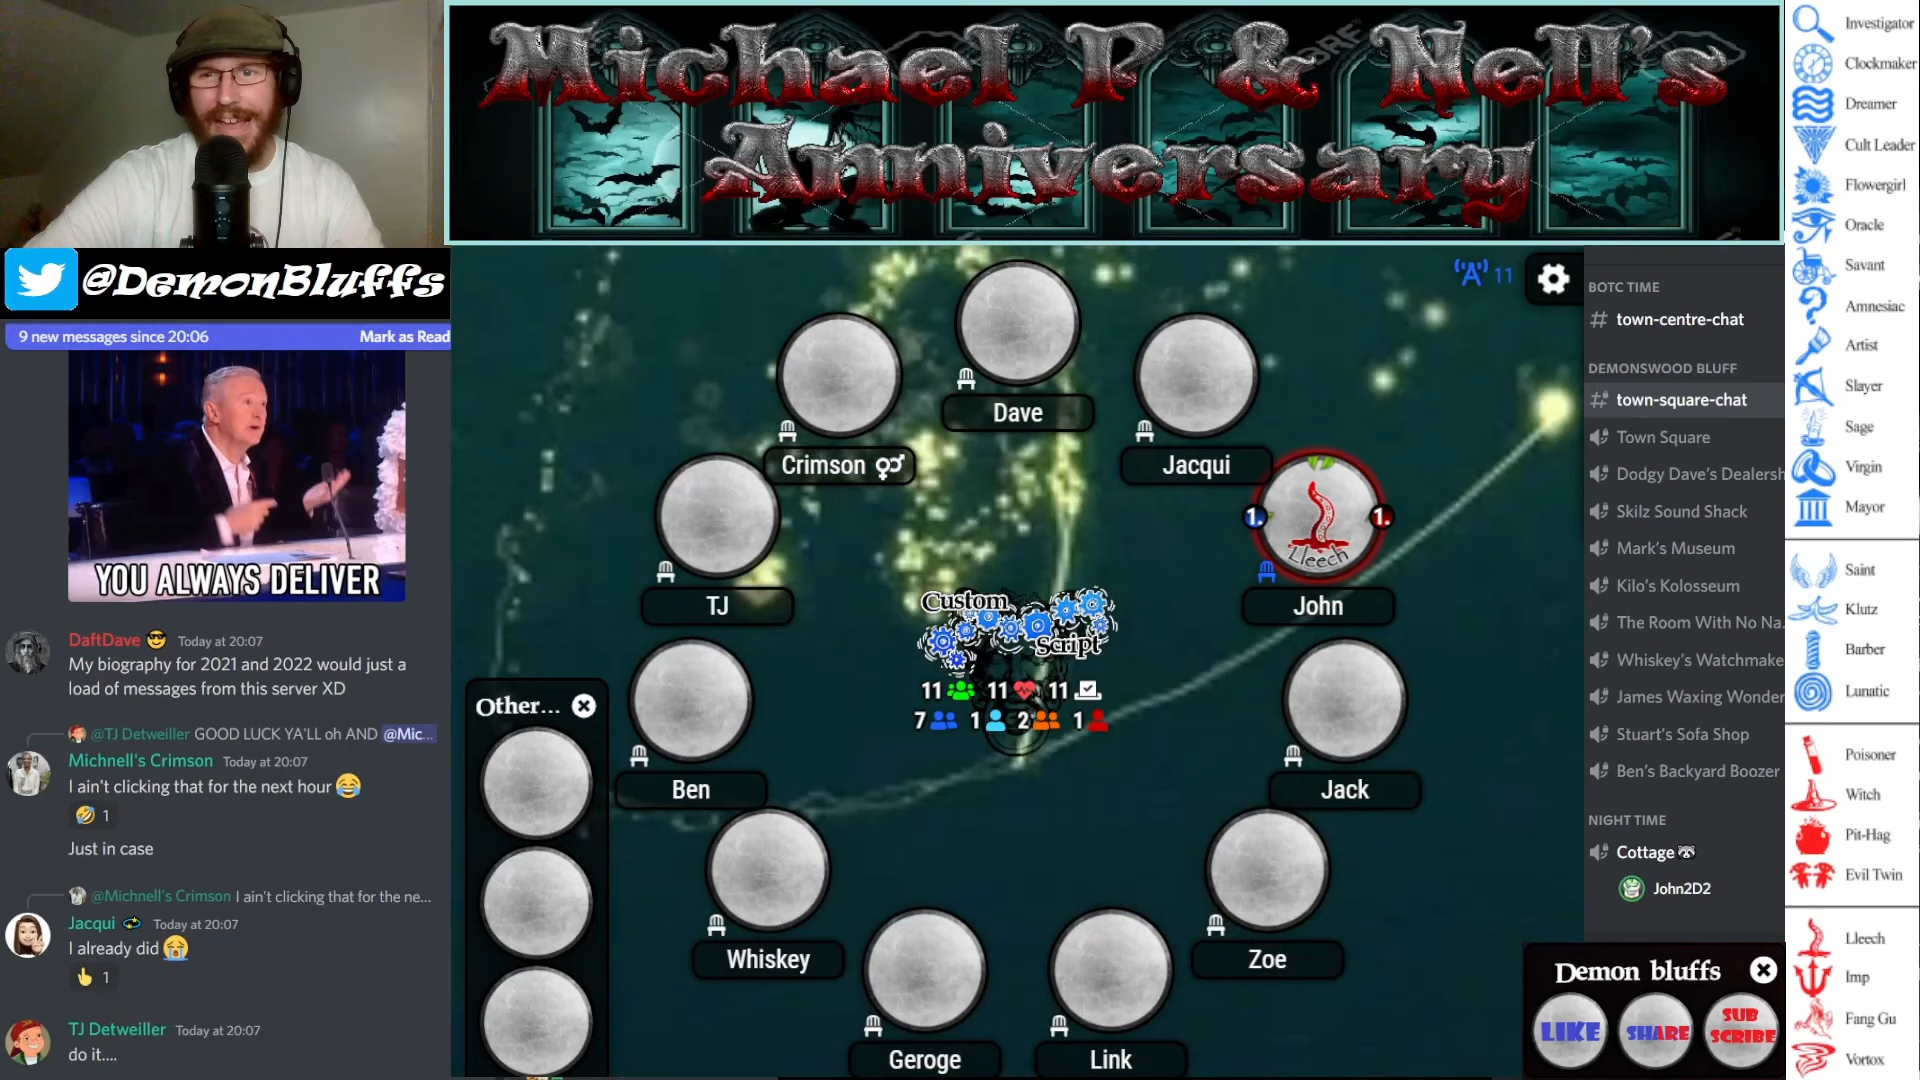 Michael P & Nell's
Anniversary
@DemonBluffs
9 new messages since 20:06
Mark as Read
YOU ALWAYS DELIVER
DaftDave 😎 Today at 20:07
My biography for 2021 and 2022 would just a
load of messages from this server XD
@TJ Detweiller GOOD LUCK YA'LL oh AND @Mic...
Michnell's Crimson Today at 20:07
I ain't clicking that for the next hour 😂
🤣 1
Just in case
@Michnell's Crimson I ain't clicking that for the ne...
Jacqui Today at 20:07
I already did 😭
👆 1
TJ Detweiller Today at 20:07
do it....
11
Dave
Crimson
Jacqui
TJ
Lleech
1.
1.
John
Custom
Script
11 11 11
7 1 2 1
Ben
Jack
Whiskey
Zoe
Geroge
Link
Other...
BOTC TIME
# town-centre-chat
DEMONSWOOD BLUFF
# town-square-chat
Town Square
Dodgy Dave's Dealersh
Skilz Sound Shack
Mark's Museum
Kilo's Kolosseum
The Room With No Na...
Whiskey's Watchmake
James Waxing Wonder
Stuart's Sofa Shop
Ben's Backyard Boozer
NIGHT TIME
Cottage 🦝
John2D2
Demon bluffs
LIKE
SHARE
SUB
SCRIBE
Investigator
Clockmaker
Dreamer
Cult Leader
Flowergirl
Oracle
Savant
Amnesiac
Artist
Slayer
Sage
Virgin
Mayor
Saint
Klutz
Barber
Lunatic
Poisoner
Witch
Pit-Hag
Evil Twin
Lleech
Imp
Fang Gu
Vortox